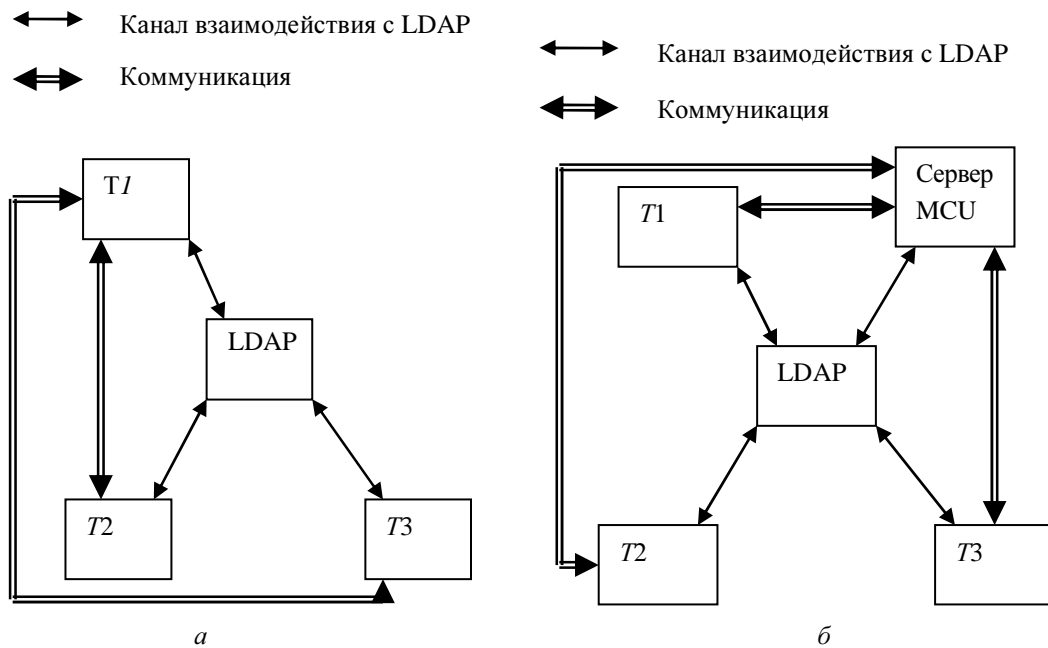 Канал взаимодействия с LDAP
Коммуникация
T1
LDAP
T2
T3
а
Канал взаимодействия с LDAP
Коммуникация
Сервер
MCU
T1
LDAP
T2
T3
б